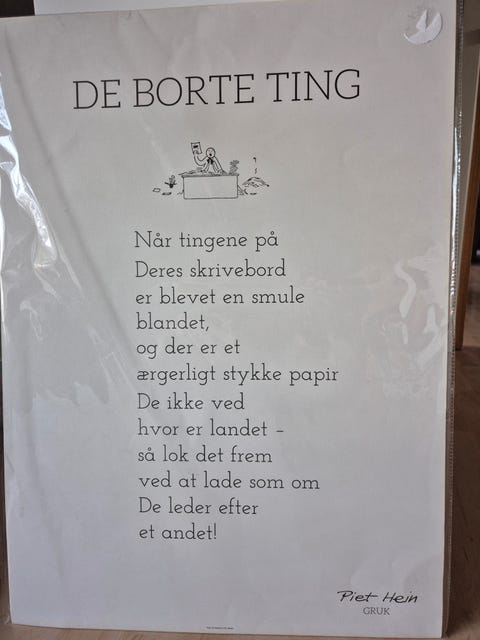 DE BORTE TING
Når tingene på
Deres skrivebord
er blevet en smule
blandet,
og der er et
ærgerligt stykke papir
De ikke ved
hvor er landet –
så lok det frem
ved at lade som om
De leder efter
et andet!
Piet Hein
GRUK